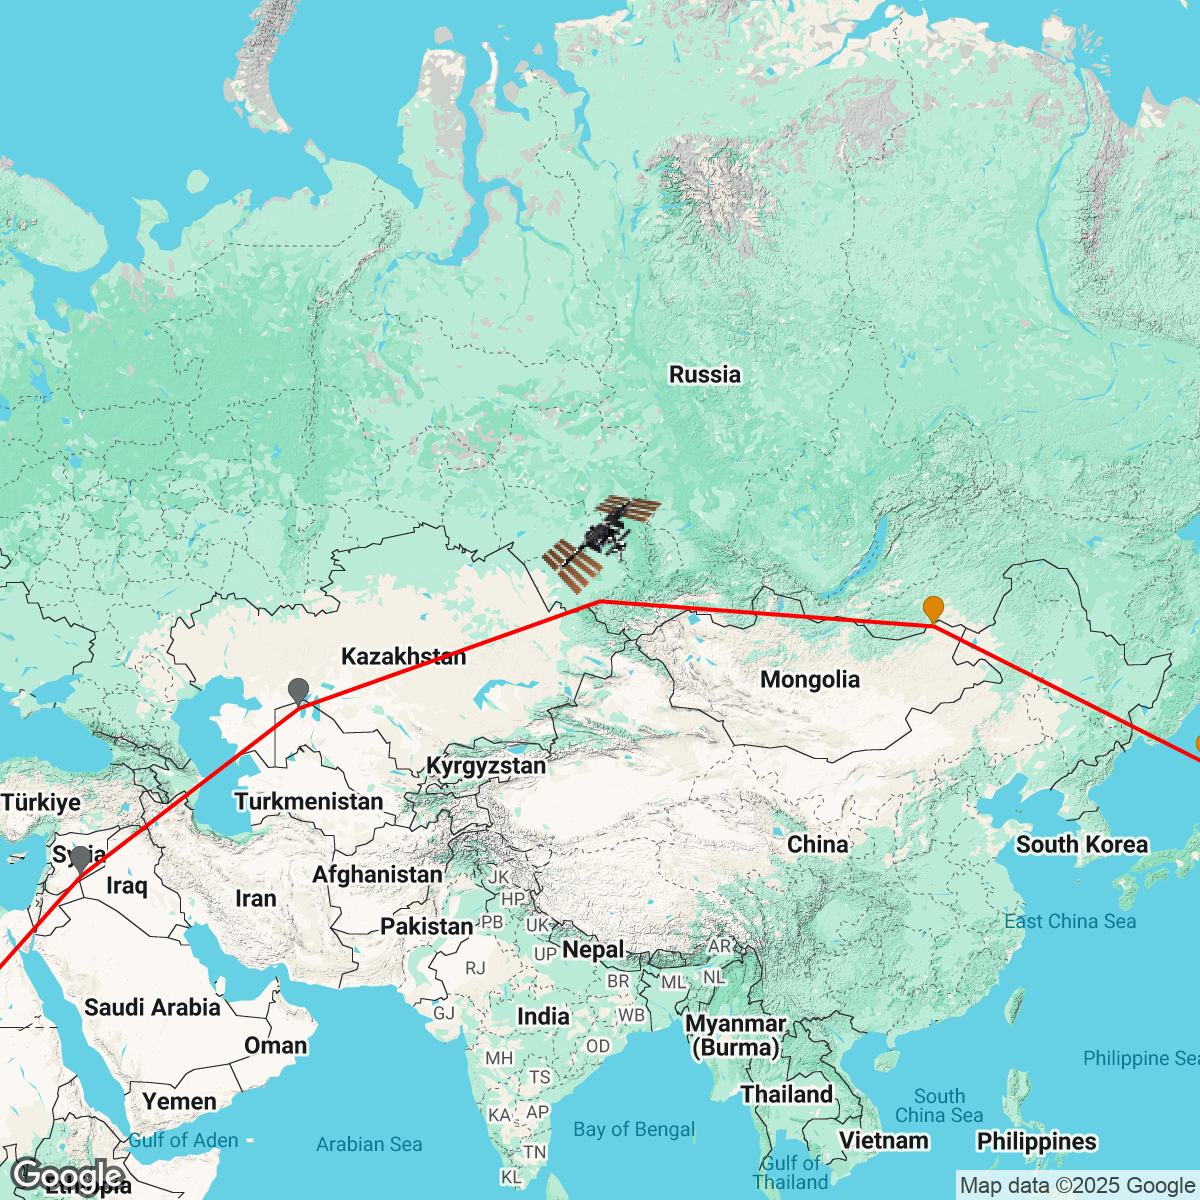 Russia
Kazakhstan
Mongolia
Kyrgyzstan
Türkiye
Turkmenistan
China
South Korea
Syria
Iraq
Afghanistan
JK
Iran
HP
Pakistan
PB
UK
East China Sea
Nepal
AR
UP
RJ
BR
ML
NL
Saudi Arabia
GJ
India
WB
Myanmar
(Burma)
Oman
OD
MH
Philippine Sea
TS
Thailand
South
China Sea
Yemen
KA
AP
Bay of Bengal
Gulf of Aden
Arabian Sea
Vietnam
Philippines
TN
Gulf of
Thailand
KL
Google
Ethiopia
Map data ©2025 Google